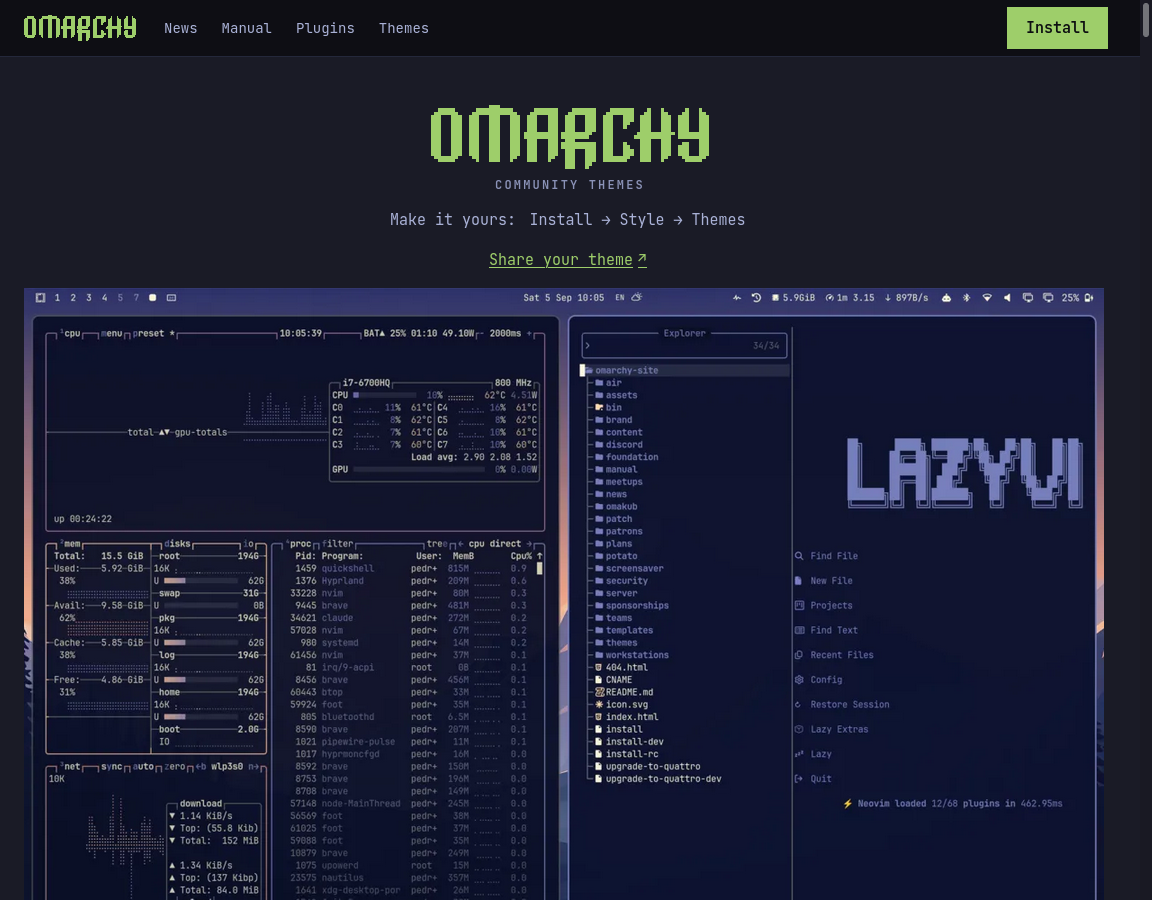 OMARCHY News Manual Plugins Themes Install
OMARCHY
COMMUNITY THEMES
Make it yours: Install → Style → Themes
Share your theme ↗
1 2 3 4 5 7
Sat 5 Sep 10:05 EN
5.9GiB 1m 3.15 ↓ 897B/s 25%
¹cpu menu preset * 10:05:39 BAT▲ 25% 01:10 49.10W - 2000ms +
i7-6700HQ 800 MHz
CPU 10% 62°C 4.51W
C0 11% 61°C C4 16% 61°C
C1 8% 62°C C5 8% 62°C
C2 7% 61°C C6 10% 61°C
C3 7% 60°C C7 10% 60°C
Load avg: 2.90 2.08 1.52
GPU 0% 0.00W
total ▲▼ gpu-totals
up 00:24:22
²mem disks io
Total: 15.5 GiB
Used: 5.92 GiB
38%
Avail: 9.58 GiB
62%
Cache: 5.85 GiB
38%
Free: 4.86 GiB
31%
root 194G
16K
U 62G
swap 31G
U 0B
pkg 194G
16K
U 62G
log 194G
16K
U 62G
home 194G
16K
U 62G
boot 2.0G
IO
³net sync auto zero ←b wlp3s0 n→
10K
download
▼ 1.14 KiB/s
▼ Top: (55.8 Kib)
▼ Total: 152 MiB
▲ 1.34 KiB/s
▲ Top: (137 Kibp)
▲ Total: 84.0 MiB
⁴proc filter tree ← cpu direct →
Pid: Program: User: MemB Cpu% ↑
1459 quickshell pedr+ 815M 0.9
1376 Hyprland pedr+ 209M 0.6
33228 nvim pedr+ 80M 0.3
9445 brave pedr+ 481M 0.3
34621 claude pedr+ 272M 0.2
57028 nvim pedr+ 67M 0.2
980 systemd pedr+ 14M 0.2
61456 nvim pedr+ 37M 0.1
81 irq/9-acpi root 0B 0.1
8456 brave pedr+ 456M 0.1
60443 btop pedr+ 33M 0.1
59924 foot pedr+ 35M 0.1
805 bluetoothd root 6.5M 0.1
8590 brave pedr+ 207M 0.1
1021 pipewire-pulse pedr+ 11M 0.1
1017 hyprmoncfgd pedr+ 16M 0.0
8592 brave pedr+ 150M 0.0
8753 brave pedr+ 196M 0.0
8708 brave pedr+ 149M 0.0
57148 node-MainThread pedr+ 245M 0.0
56569 foot pedr+ 38M 0.0
61025 foot pedr+ 37M 0.0
59088 foot pedr+ 35M 0.0
10879 brave pedr+ 249M 0.0
1075 upowerd root 15M 0.0
23575 nautilus pedr+ 357M 0.0
1641 xdg-desktop-por pedr+ 26M 0.0
Explorer
34/34
omarchy-site
air
assets
bin
brand
content
discord
foundation
manual
meetups
news
omakub
patch
patrons
plans
potato
screensaver
security
server
sponsorships
teams
templates
themes
workstations
404.html
CNAME
README.md
icon.svg
index.html
install
install-dev
install-rc
upgrade-to-quattro
upgrade-to-quattro-dev
LAZYVI
Find File
New File
Projects
Find Text
Recent Files
Config
Restore Session
Lazy Extras
Lazy
Quit
⚡ Neovim loaded 12/68 plugins in 462.95ms